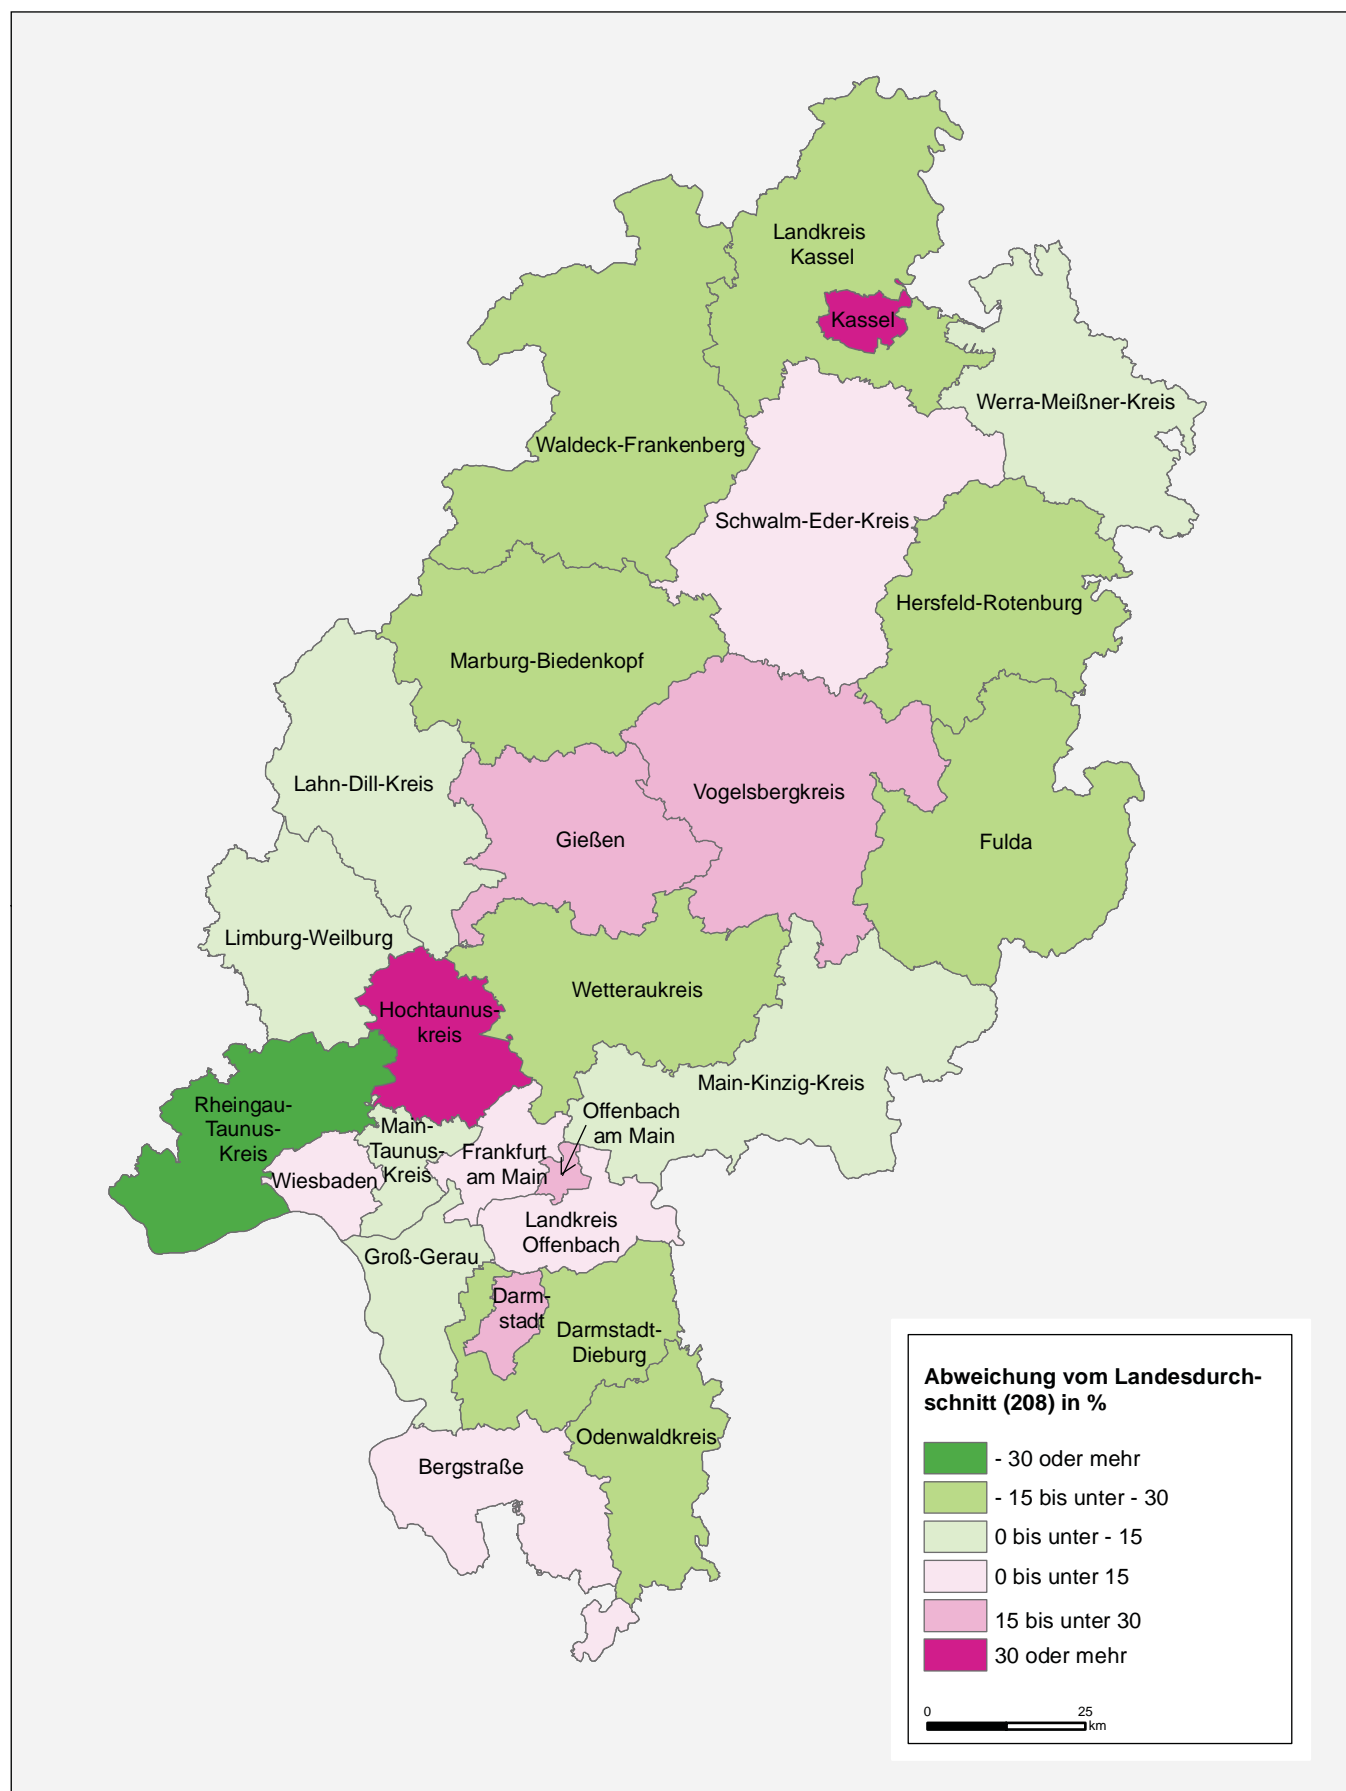 Landkreis
Kassel
Kassel
Werra-Meißner-Kreis
Waldeck-Frankenberg
Schwalm-Eder-Kreis
Hersfeld-Rotenburg
Marburg-Biedenkopf
Lahn-Dill-Kreis
Vogelsbergkreis
Gießen
Fulda
Limburg-Weilburg
Wetteraukreis
Hochtaunus-
kreis
Main-Kinzig-Kreis
Rheingau-
Taunus-
Kreis
Main-
Taunus-
Kreis
Offenbach
am Main
Frankfurt
am Main
Wiesbaden
Landkreis
Offenbach
Groß-Gerau
Darm-
stadt
Darmstadt-
Dieburg
Odenwaldkreis
Bergstraße
Abweichung vom Landesdurch-
schnitt (208) in %
- 30 oder mehr
- 15 bis unter - 30
0 bis unter - 15
0 bis unter 15
15 bis unter 30
30 oder mehr
0 25
km